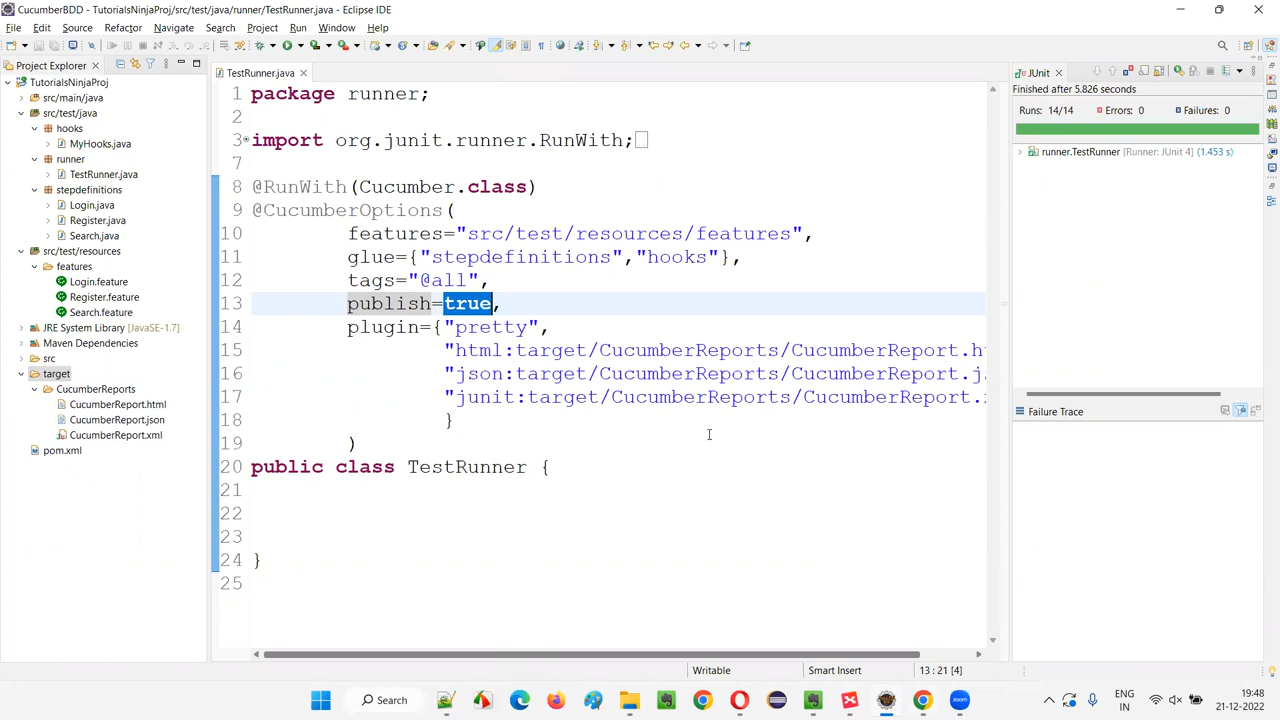 CucumberBDD - TutorialsNinjaProj/src/test/java/runner/TestRunner.java - Eclipse IDE
File Edit Source Refactor Navigate Search Project Run Window Help
Project Explorer
TutorialsNinjaProj
src/main/java
src/test/java
hooks
MyHooks.java
runner
TestRunner.java
stepdefinitions
Login.java
Register.java
Search.java
src/test/resources
features
Login.feature
Register.feature
Search.feature
JRE System Library [JavaSE-1.7]
Maven Dependencies
src
target
CucumberReports
CucumberReport.html
CucumberReport.json
CucumberReport.xml
pom.xml
TestRunner.java
1 package runner;
2
3 import org.junit.runner.RunWith;
7
8 @RunWith(Cucumber.class)
9 @CucumberOptions(
10 features="src/test/resources/features",
11 glue={"stepdefinitions","hooks"},
12 tags="@all",
13 publish=true,
14 plugin={"pretty",
15 "html:target/CucumberReports/CucumberReport.h
16 "json:target/CucumberReports/CucumberReport.j
17 "junit:target/CucumberReports/CucumberReport.
18 }
19 )
20 public class TestRunner {
21
22
23
24 }
25
JUnit
Finished after 5.826 seconds
Runs: 14/14 Errors: 0 Failures: 0
runner.TestRunner [Runner: JUnit 4] (1.453 s)
Failure Trace
Writable Smart Insert 13 : 21 [4]
Search
ENG
IN
19:48
21-12-2022